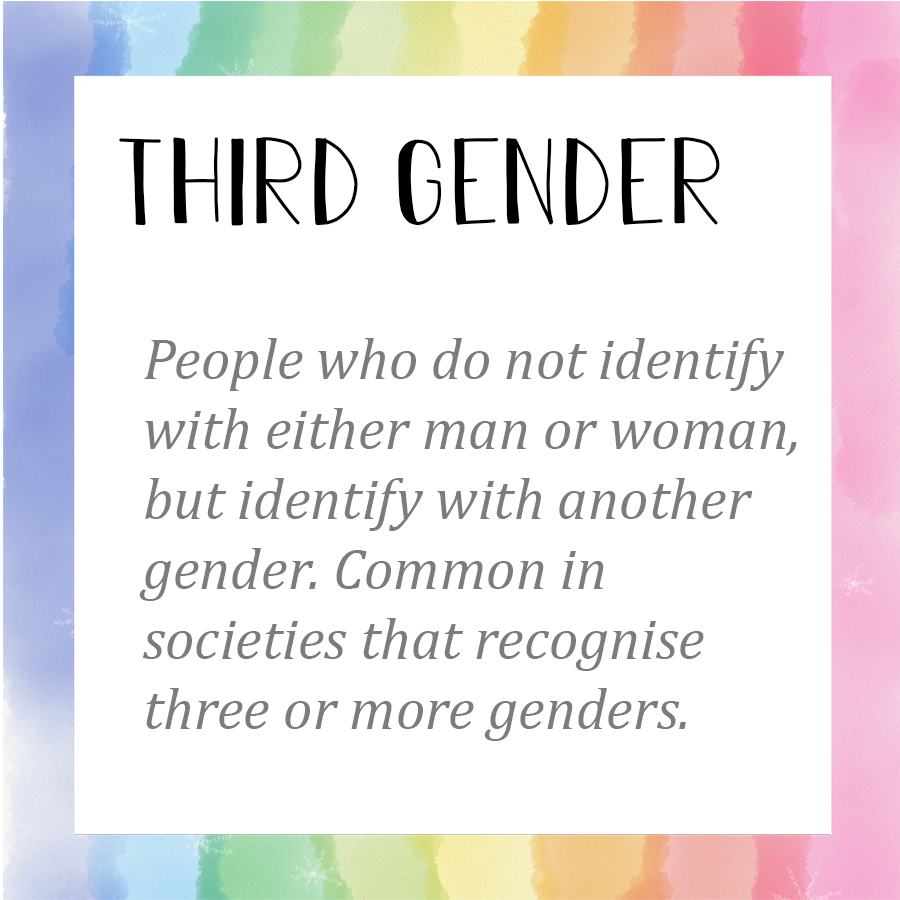 THIRD GENDER
People who do not identify
with either man or woman,
but identify with another
gender. Common in
societies that recognise
three or more genders.